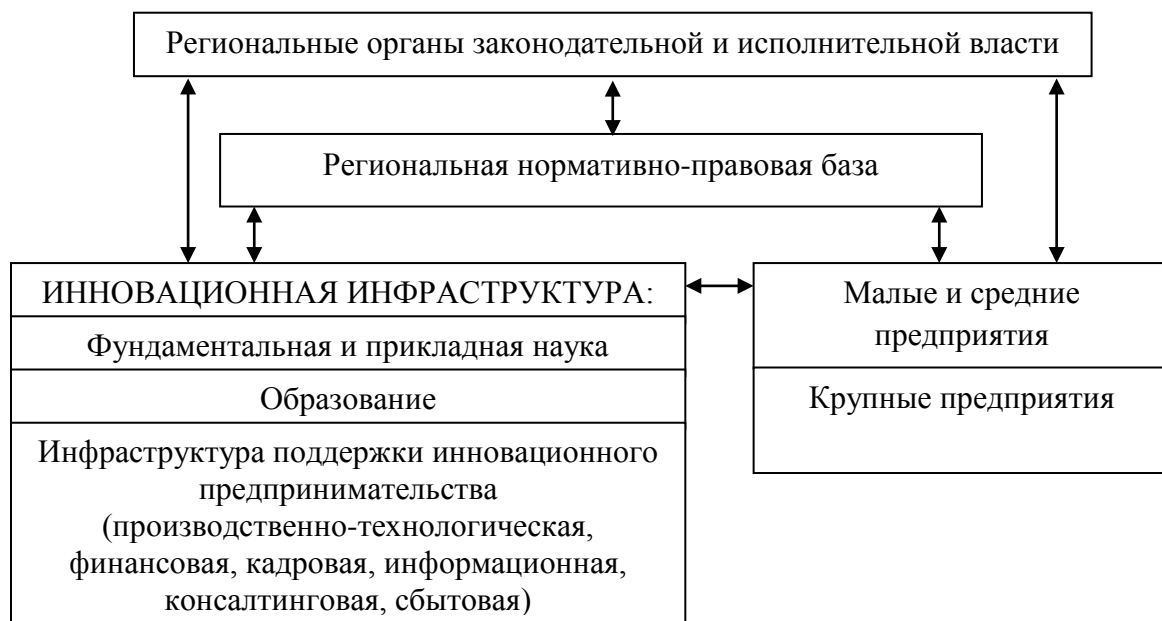 Региональные органы законодательной и исполнительной власти
Региональная нормативно-правовая база
ИННОВАЦИОННАЯ ИНФРАСТРУКТУРА:
Фундаментальная и прикладная наука
Образование
Инфраструктура поддержки инновационного
предпринимательства
(производственно-технологическая,
финансовая, кадровая, информационная,
консалтинговая, сбытовая)
Малые и средние
предприятия
Крупные предприятия